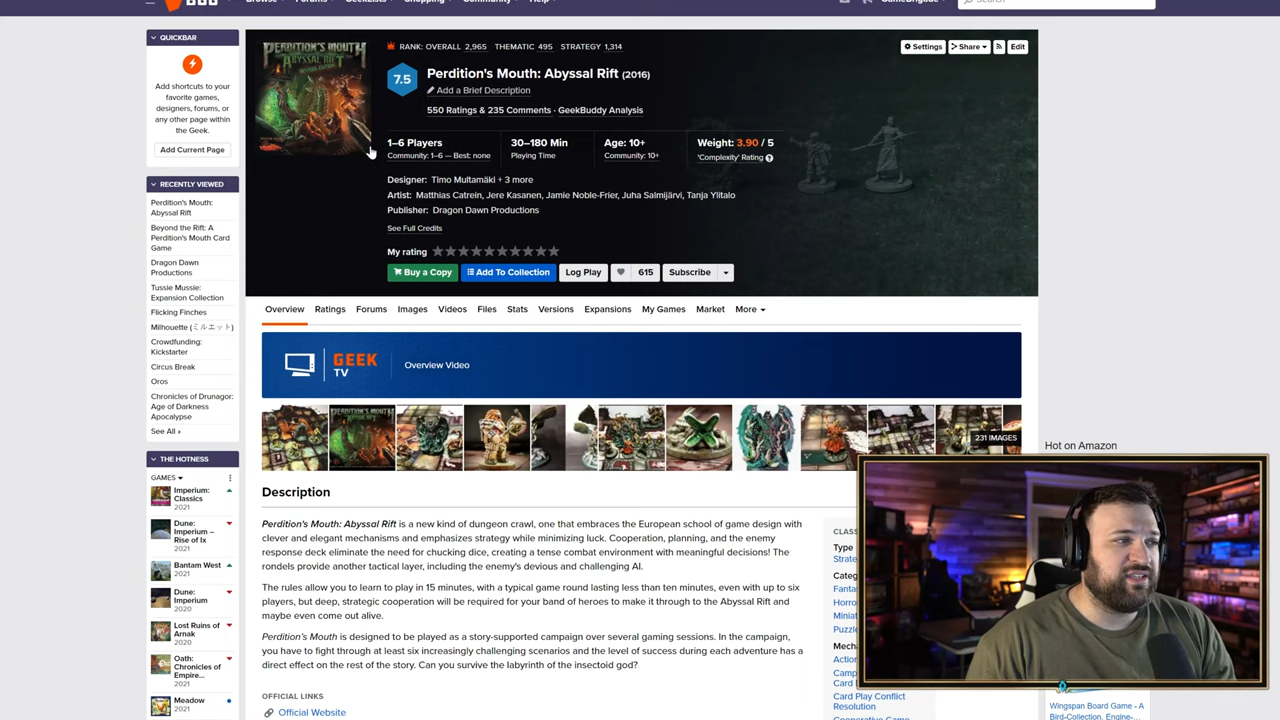 Search
QUICKBAR
Add shortcuts to your
favorite games,
designers, forums, or
any other page within
the Geek.
Add Current Page
RECENTLY VIEWED
Perdition's Mouth:
Abyssal Rift
Beyond the Rift: A
Perdition's Mouth Card
Game
Dragon Dawn
Productions
Tussie Mussie:
Expansion Collection
Flicking Finches
Milhouette (ミルエット)
Crowdfunding:
Kickstarter
Circus Break
Oros
Chronicles of Drunagor:
Age of Darkness
Apocalypse
See All »
THE HOTNESS
GAMES
Imperium:
Classics
2021
Dune:
Imperium –
Rise of Ix
2021
Bantam West
2021
Dune:
Imperium
2020
Lost Ruins of
Arnak
2020
Oath:
Chronicles of
Empire...
2021
Meadow
2021
PERDITION'S MOUTH
ABYSSAL RIFT
RANK: OVERALL 2,965 THEMATIC 495 STRATEGY 1,314
Settings Share Edit
7.5
Perdition's Mouth: Abyssal Rift (2016)
Add a Brief Description
550 Ratings & 235 Comments · GeekBuddy Analysis
1–6 Players
Community: 1–6 — Best: none
30–180 Min
Playing Time
Age: 10+
Community: 10+
Weight: 3.90 / 5
'Complexity' Rating
Designer: Timo Multamäki + 3 more
Artist: Matthias Catrein, Jere Kasanen, Jamie Noble-Frier, Juha Salmijärvi, Tanja Ylitalo
Publisher: Dragon Dawn Productions
See Full Credits
My rating
Buy a Copy Add To Collection Log Play 615 Subscribe
Overview Ratings Forums Images Videos Files Stats Versions Expansions My Games Market More
GEEK
TV
Overview Video
PERDITION'S MOUTH
231 IMAGES
Description
Perdition's Mouth: Abyssal Rift is a new kind of dungeon crawl, one that embraces the European school of game design with
clever and elegant mechanisms and emphasizes strategy while minimizing luck. Cooperation, planning, and the enemy
response deck eliminate the need for chucking dice, creating a tense combat environment with meaningful decisions! The
rondels provide another tactical layer, including the enemy's devious and challenging AI.
The rules allow you to learn to play in 15 minutes, with a typical game round lasting less than ten minutes, even with up to six
players, but deep, strategic cooperation will be required for your band of heroes to make it through to the Abyssal Rift and
maybe even come out alive.
Perdition's Mouth is designed to be played as a story-supported campaign over several gaming sessions. In the campaign,
you have to fight through at least six increasingly challenging scenarios and the level of success during each adventure has a
direct effect on the rest of the story. Can you survive the labyrinth of the insectoid god?
OFFICIAL LINKS
Official Website
Type
Card Play Conflict
Resolution
Hot on Amazon
Wingspan Board Game - A
Bird-Collection, Engine-...